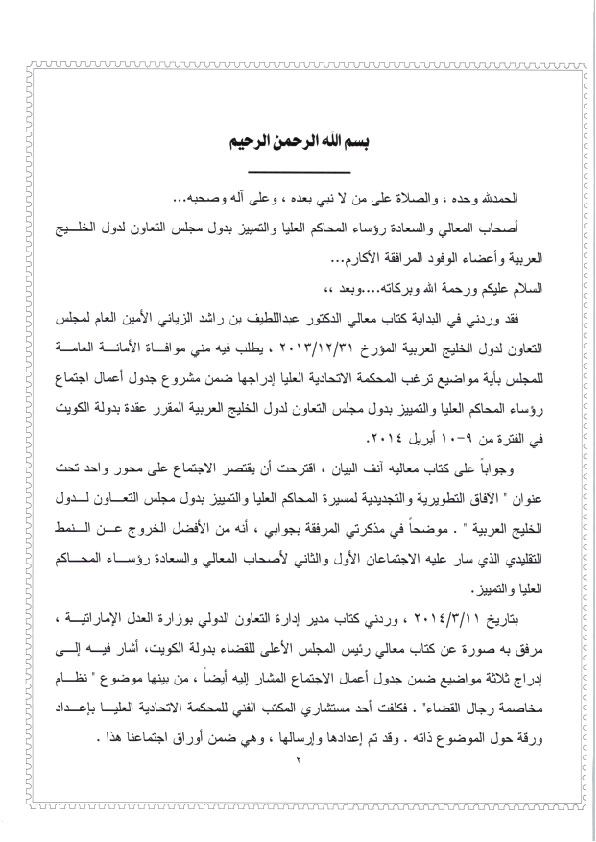 بسم الله الرحمن الرحيم
الحمدلله وحده ، والصلاة على من لا نبي بعده ، وعلى آله وصحبه...
أصحاب المعالي والسعادة رؤساء المحاكم العليا والتمييز بدول مجلس التعاون لدول الخليج
العربية وأعضاء الوفود المرافقة الأكارم...
السلام عليكم ورحمة الله وبركاته....وبعد ،،
فقد وردني في البداية كتاب معالي الدكتور عبداللطيف بن راشد الزياني الأمين العام لمجلس
التعاون لدول الخليج العربية المؤرخ ٢٠١٣/١٢/٣١ ، يطلب فيه مني موافاة الأمانة العامة
للمجلس بأية مواضيع ترغب المحكمة الاتحادية العليا إدراجها ضمن مشروع جدول أعمال اجتماع
رؤساء المحاكم العليا والتمييز بدول مجلس التعاون لدول الخليج العربية المقرر عقدة بدولة الكويت
في الفترة من ٩-١٠ أبريل ٢٠١٤.
وجواباً على كتاب معاليه آنف البيان ، اقترحت أن يقتصر الاجتماع على محور واحد تحت
عنوان " الافاق التطويرية والتجديدية لمسيرة المحاكم العليا والتمييز بدول مجلس التعاون لدول
الخليج العربية " . موضحاً في مذكرتي المرفقة بجوابي ، أنه من الأفضل الخروج عن النمط
التقليدي الذي سار عليه الاجتماعان الأول والثاني لأصحاب المعالي والسعادة رؤساء المحاكم
العليا والتمييز.
بتاريخ ٢٠١٤/٣/١١ ، وردني كتاب مدير إدارة التعاون الدولي بوزارة العدل الإماراتية ،
مرفق به صورة عن كتاب معالي رئيس المجلس الأعلى للقضاء بدولة الكويت، أشار فيه إلى
إدراج ثلاثة مواضيع ضمن جدول أعمال الاجتماع المشار إليه أيضاً ، من بينها موضوع " نظام
مخاصمة رجال القضاء" . فكلفت أحد مستشاري المكتب الفني للمحكمة الاتحادية العليا بإعداد
ورقة حول الموضوع ذاته . وقد تم إعدادها وإرسالها ، وهي ضمن أوراق اجتماعنا هذا .
٢